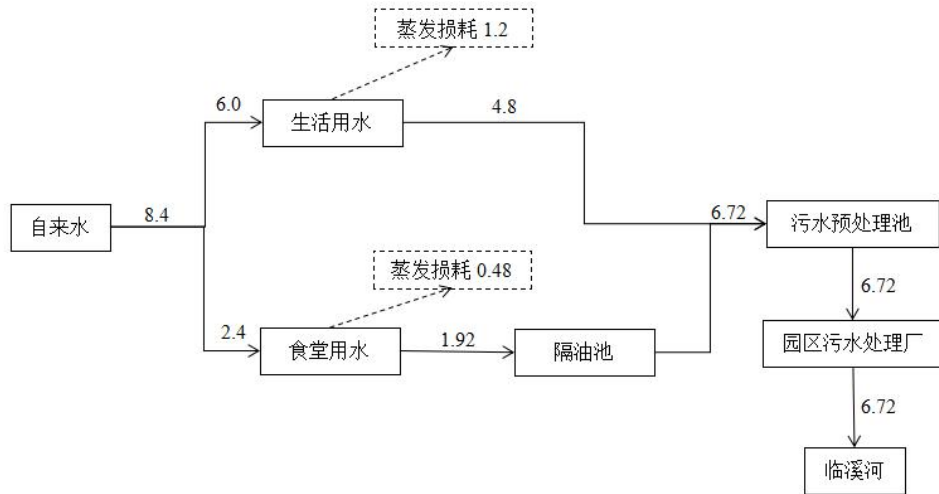 蒸发损耗 1.2
6.0
生活用水
4.8
自来水
8.4
6.72
污水预处理池
蒸发损耗 0.48
6.72
2.4
食堂用水
1.92
隔油池
园区污水处理厂
6.72
临溪河